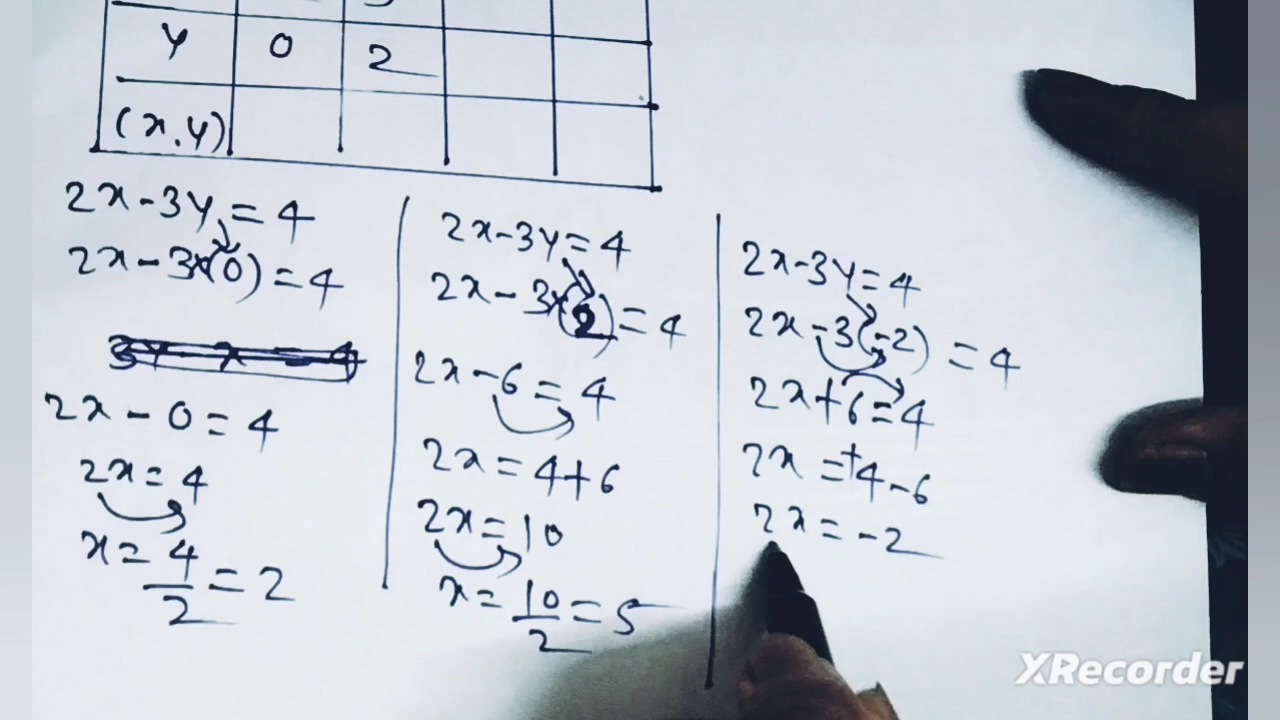 Y 0 2
(x,y)
2x-3y=4
2x-3×(0)=4
2x-0=4
2x=4
x=4/2=2
2x-3y=4
2x-3×(2)=4
2x-6=4
2x=4+6
2x=10
x=10/2=5
2x-3y=4
2x-3(-2)=4
2x+6=4
2x=+4-6
2x=-2
XRecorder